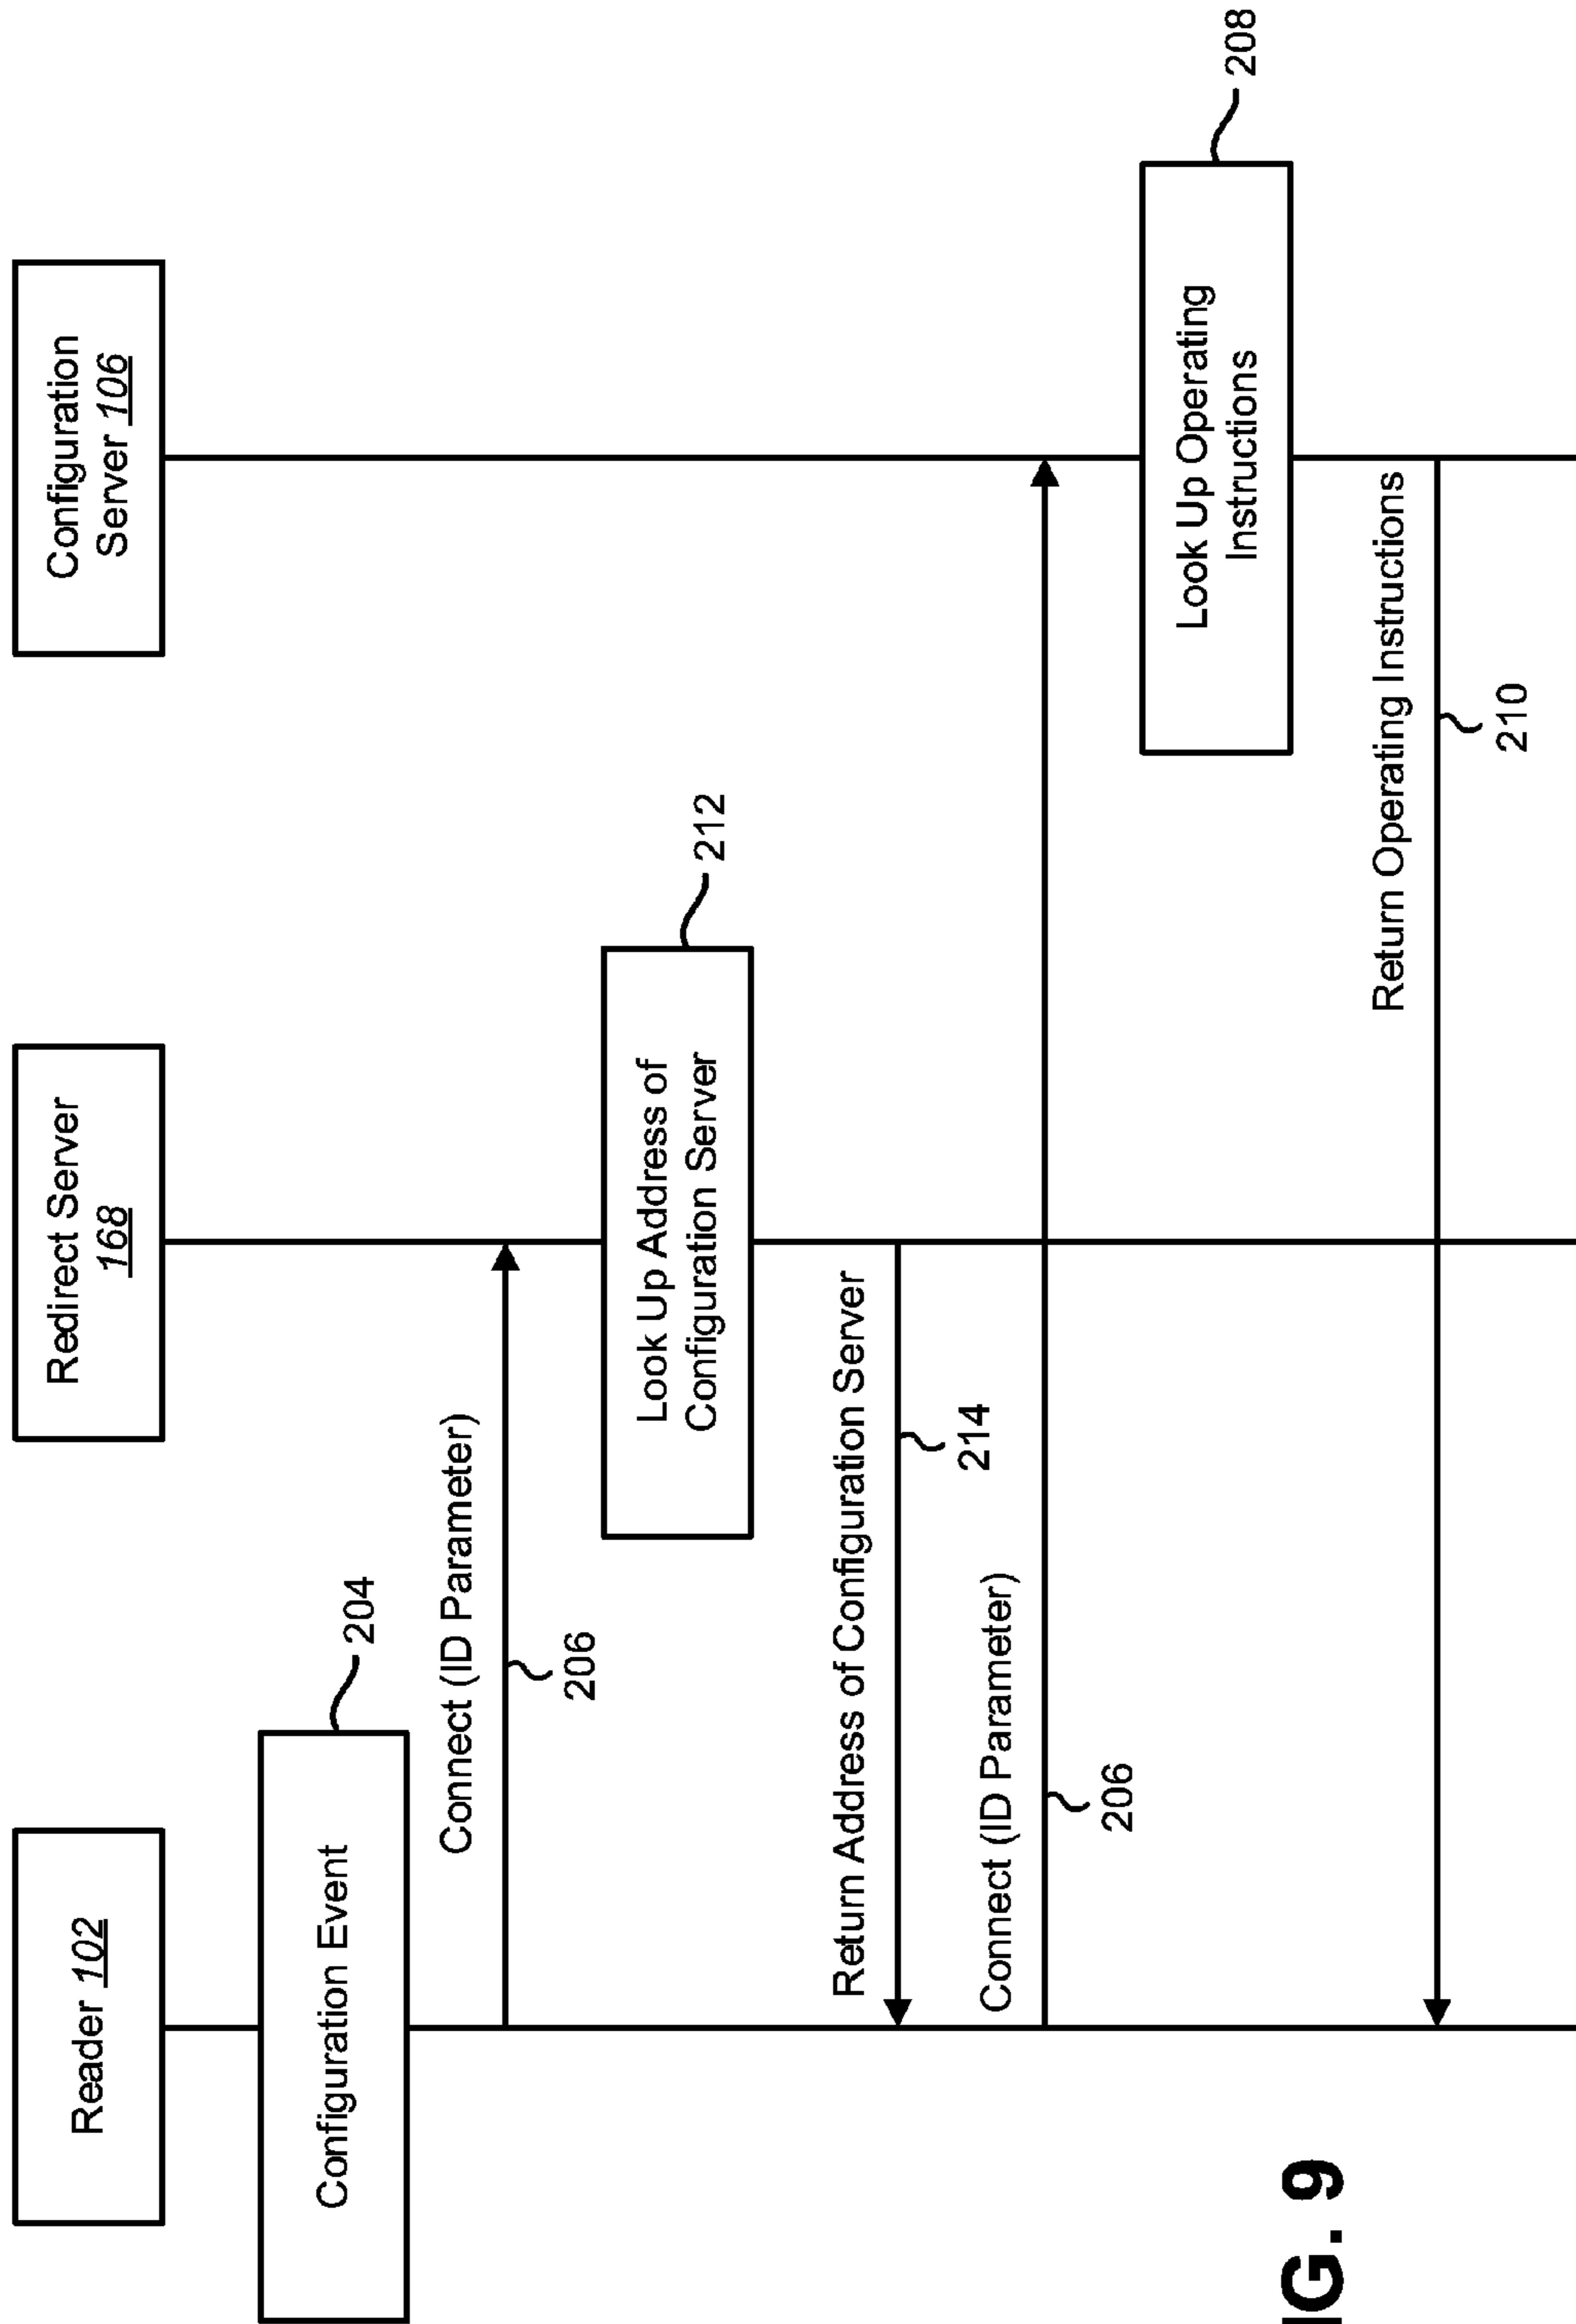 Reader 102
Redirect Server
168
Configuration
Server 106
Configuration Event
204
Connect (ID Parameter)
206
Look Up Address of
Configuration Server
212
Return Address of Configuration Server
214
Connect (ID Parameter)
206
Look Up Operating
Instructions
208
Return Operating Instructions
210
IG. 9